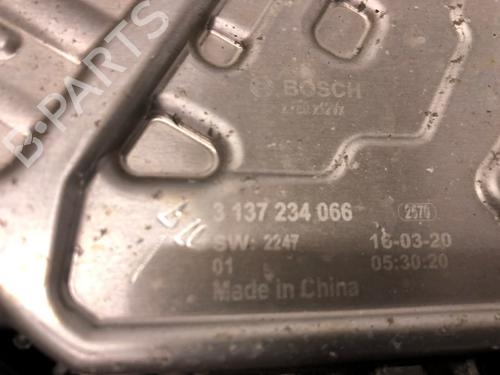 B-PARTS
BOSCH
3 137 234 066
2570
SW: 2247
16-03-20
01
05:30:20
Made in China